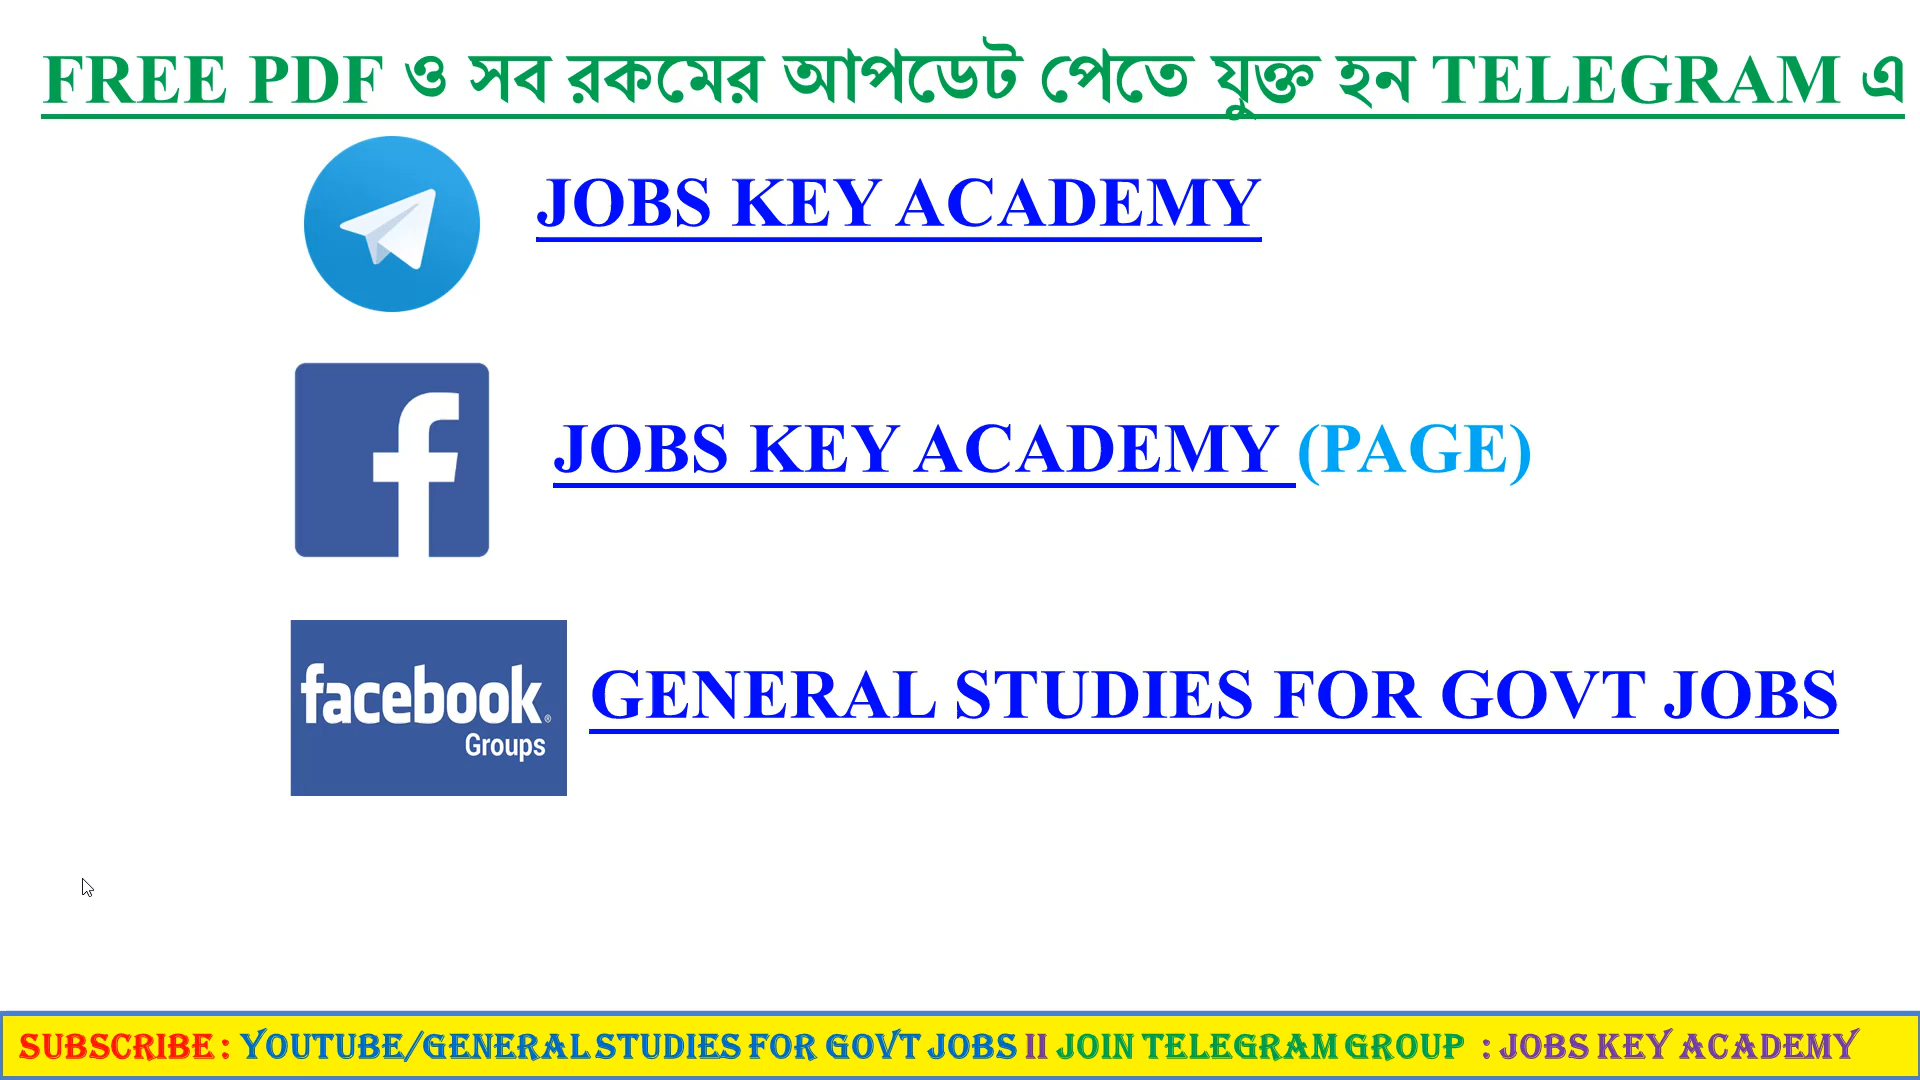 FREE PDF ও সব রকমের আপডেট পেতে যুক্ত হন TELEGRAM এ
JOBS KEY ACADEMY
JOBS KEY ACADEMY (PAGE)
facebook®
Groups
GENERAL STUDIES FOR GOVT JOBS
SUBSCRIBE : YOUTUBE/GENERAL STUDIES FOR GOVT JOBS II JOIN TELEGRAM GROUP : JOBS KEY ACADEMY